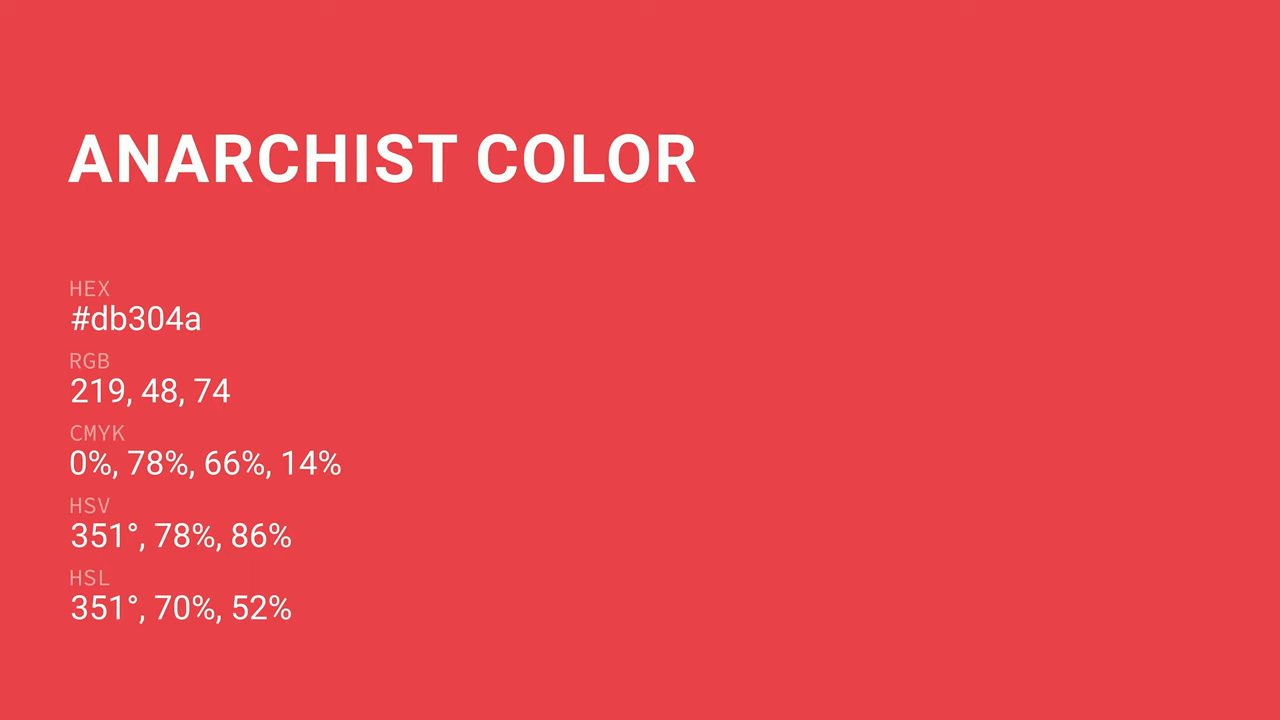 ANARCHIST COLOR
HEX
#db304a
RGB
219, 48, 74
CMYK
0%, 78%, 66%, 14%
HSV
351°, 78%, 86%
HSL
351°, 70%, 52%